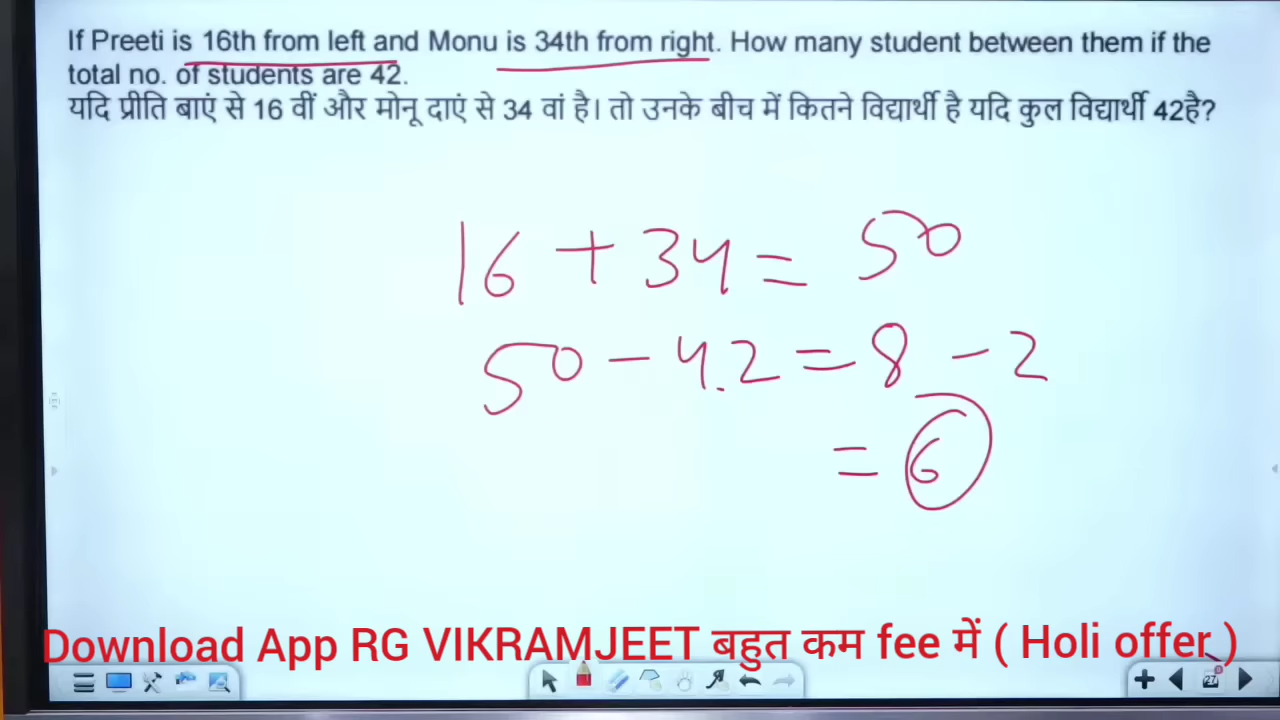 If Preeti is 16th from left and Monu is 34th from right. How many student between them if the
total no. of students are 42.
यदि प्रीति बाएं से 16 वीं और मोनू दाएं से 34 वां है। तो उनके बीच में कितने विद्यार्थी है यदि कुल विद्यार्थी 42है?
16 + 34 = 50
50 - 42 = 8 - 2
= 6
Download App RG VIKRAMJEET बहुत कम fee में ( Holi offer )
27